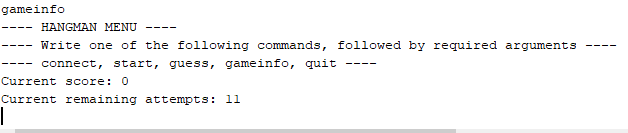 gameinfo
---- HANGMAN MENU ----
---- Write one of the following commands, followed by required arguments ----
---- connect, start, guess, gameinfo, quit ----
Current score: 0
Current remaining attempts: 11